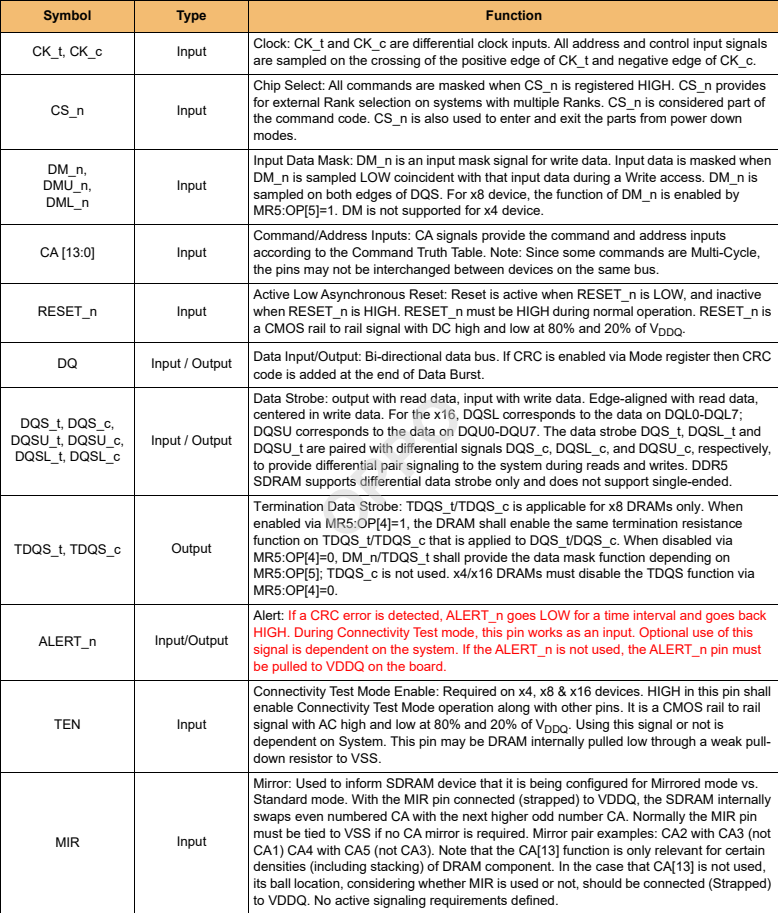 Symbol Type Function
CK_t, CK_c Input
Clock: CK_t and CK_c are differential clock inputs. All address and control input signals
are sampled on the crossing of the positive edge of CK_t and negative edge of CK_c.
CS_n Input
Chip Select: All commands are masked when CS_n is registered HIGH. CS_n provides
for external Rank selection on systems with multiple Ranks. CS_n is considered part of
the command code. CS_n is also used to enter and exit the parts from power down
modes.
DM_n,
DMU_n,
DML_n
Input
Input Data Mask: DM_n is an input mask signal for write data. Input data is masked when
DM_n is sampled LOW coincident with that input data during a Write access. DM_n is
sampled on both edges of DQS. For x8 device, the function of DM_n is enabled by
MR5:OP[5]=1. DM is not supported for x4 device.
CA [13:0] Input
Command/Address Inputs: CA signals provide the command and address inputs
according to the Command Truth Table. Note: Since some commands are Multi-Cycle,
the pins may not be interchanged between devices on the same bus.
RESET_n Input
Active Low Asynchronous Reset: Reset is active when RESET_n is LOW, and inactive
when RESET_n is HIGH. RESET_n must be HIGH during normal operation. RESET_n is
a CMOS rail to rail signal with DC high and low at 80% and 20% of VDDQ.
DQ Input / Output
Data Input/Output: Bi-directional data bus. If CRC is enabled via Mode register then CRC
code is added at the end of Data Burst.
DQS_t, DQS_c,
DQSU_t, DQSU_c,
DQSL_t, DQSL_c
Input / Output
Data Strobe: output with read data, input with write data. Edge-aligned with read data,
centered in write data. For the x16, DQSL corresponds to the data on DQL0-DQL7;
DQSU corresponds to the data on DQU0-DQU7. The data strobe DQS_t, DQSL_t and
DQSU_t are paired with differential signals DQS_c, DQSL_c, and DQSU_c, respectively,
to provide differential pair signaling to the system during reads and writes. DDR5
SDRAM supports differential data strobe only and does not support single-ended.
TDQS_t, TDQS_c Output
Termination Data Strobe: TDQS_t/TDQS_c is applicable for x8 DRAMs only. When
enabled via MR5:OP[4]=1, the DRAM shall enable the same termination resistance
function on TDQS_t/TDQS_c that is applied to DQS_t/DQS_c. When disabled via
MR5:OP[4]=0, DM_n/TDQS_t shall provide the data mask function depending on
MR5:OP[5]; TDQS_c is not used. x4/x16 DRAMs must disable the TDQS function via
MR5:OP[4]=0.
ALERT_n Input/Output
Alert: If a CRC error is detected, ALERT_n goes LOW for a time interval and goes back
HIGH. During Connectivity Test mode, this pin works as an input. Optional use of this
signal is dependent on the system. If the ALERT_n is not used, the ALERT_n pin must
be pulled to VDDQ on the board.
TEN Input
Connectivity Test Mode Enable: Required on x4, x8 & x16 devices. HIGH in this pin shall
enable Connectivity Test Mode operation along with other pins. It is a CMOS rail to rail
signal with AC high and low at 80% and 20% of VDDQ. Using this signal or not is
dependent on System. This pin may be DRAM internally pulled low through a weak pull-
down resistor to VSS.
MIR Input
Mirror: Used to inform SDRAM device that it is being configured for Mirrored mode vs.
Standard mode. With the MIR pin connected (strapped) to VDDQ, the SDRAM internally
swaps even numbered CA with the next higher odd number CA. Normally the MIR pin
must be tied to VSS if no CA mirror is required. Mirror pair examples: CA2 with CA3 (not
CA1) CA4 with CA5 (not CA3). Note that the CA[13] function is only relevant for certain
densities (including stacking) of DRAM component. In the case that CA[13] is not used,
its ball location, considering whether MIR is used or not, should be connected (Strapped)
to VDDQ. No active signaling requirements defined.
OPPO